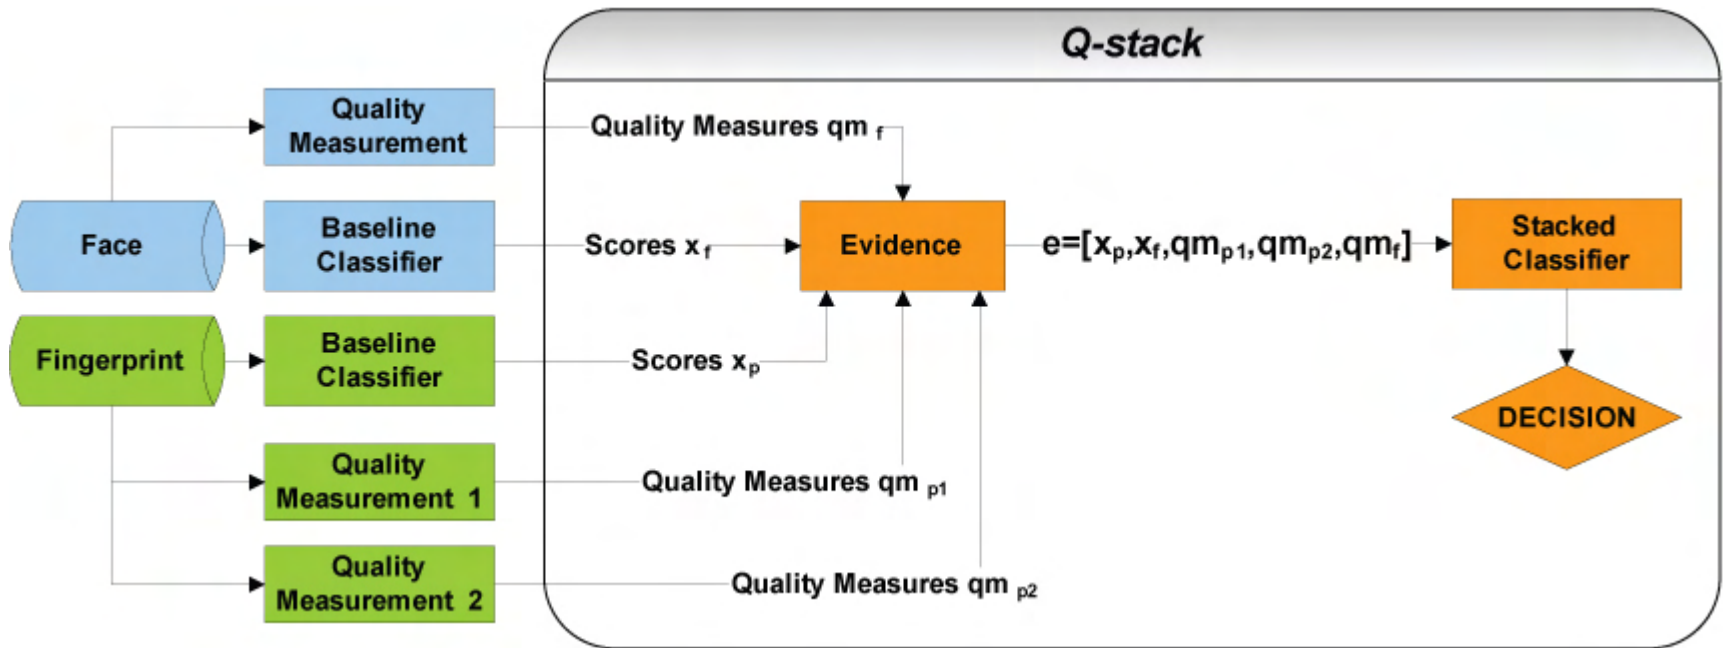 Q-stack
Quality
Measurement
Quality Measures qm f
Face
Baseline
Classifier
Scores x f
Evidence
e=[xp,xf,qmp1,qmp2,qmf]
Stacked
Classifier
Fingerprint
Baseline
Classifier
Scores xp
DECISION
Quality
Measurement 1
Quality Measures qm p1
Quality
Measurement 2
Quality Measures qm p2